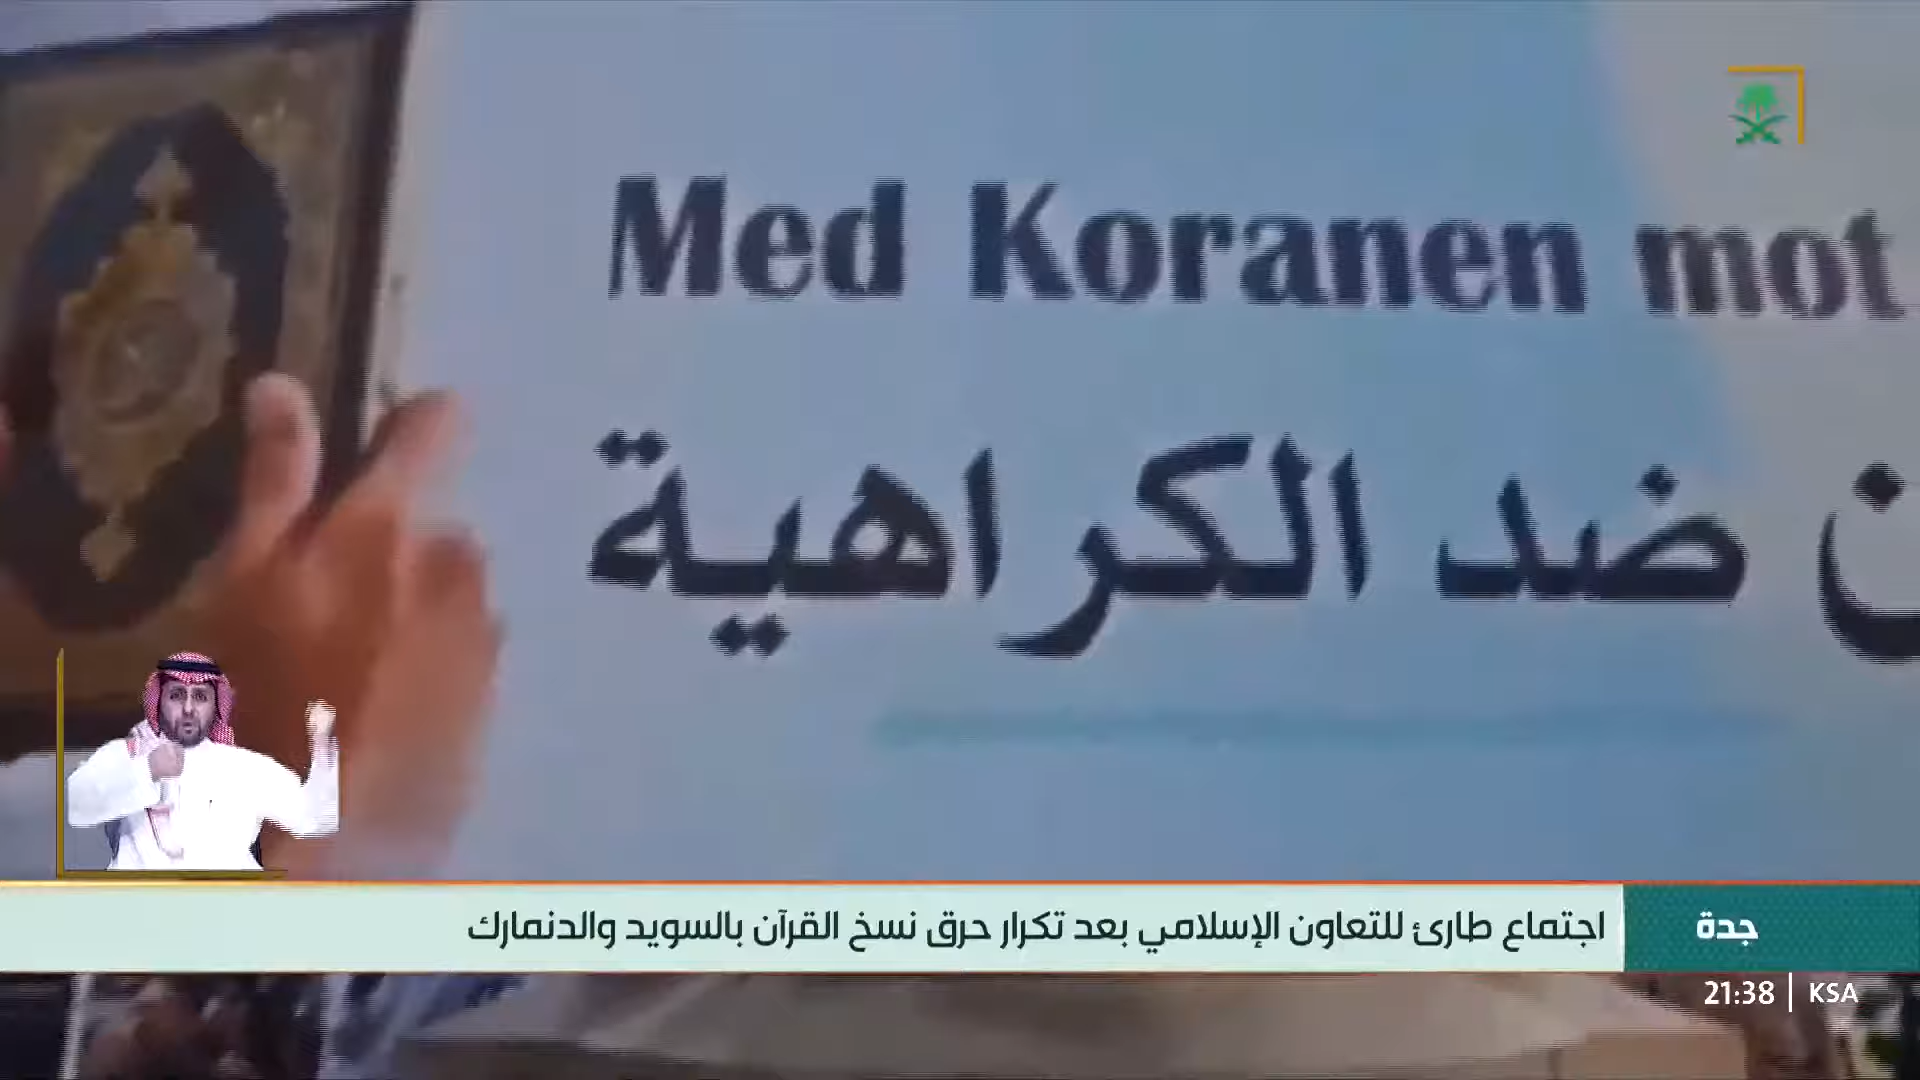 Med Koranen mot
ضد الكراهية
جدة
اجتماع طارئ للتعاون الإسلامي بعد تكرار حرق نسخ القرآن بالسويد والدنمارك
21:38 | KSA